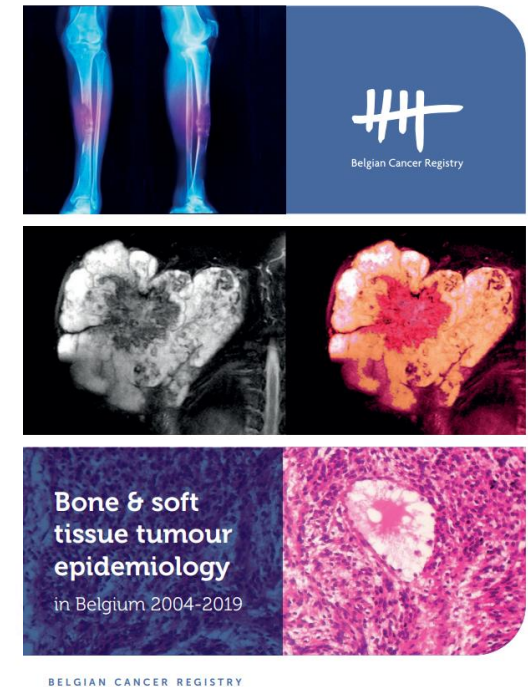 Belgian Cancer Registry
Bone & soft
tissue tumour
epidemiology
in Belgium 2004-2019
BELGIAN CANCER REGISTRY